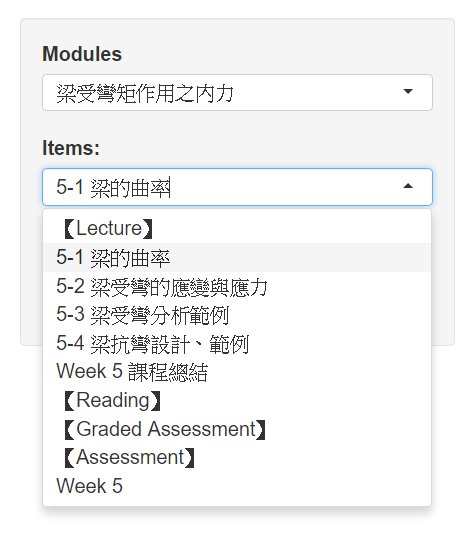 Modules
梁受彎矩作用之内力
Items:
5-1 梁的曲率
【Lecture】
5-1 梁的曲率
5-2 梁受彎的應變與應力
5-3 梁受彎分析範例
5-4 梁抗彎設計、範例
Week 5 課程總結
【Reading】
【Graded Assessment】
【Assessment】
Week 5